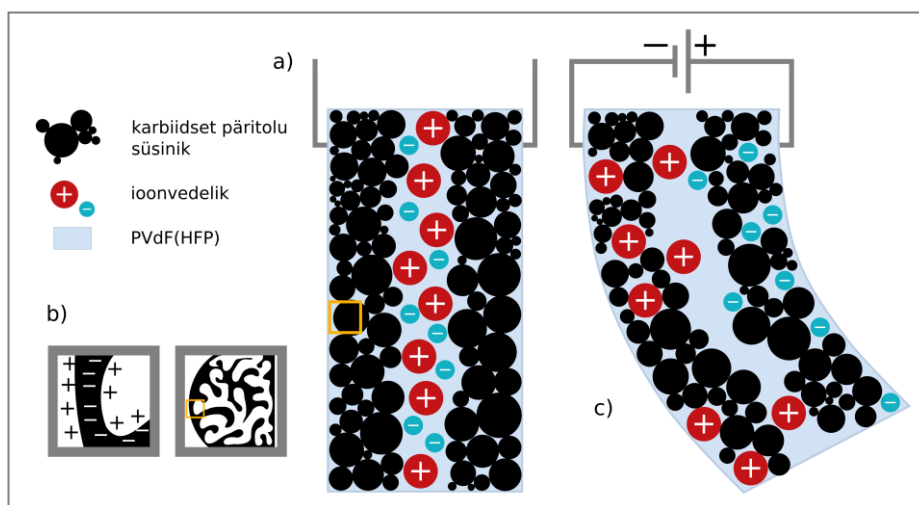 a)
− +
karbiidset päritolu
süsinik
ioonvedelik
PVdF(HFP)
b)
c)